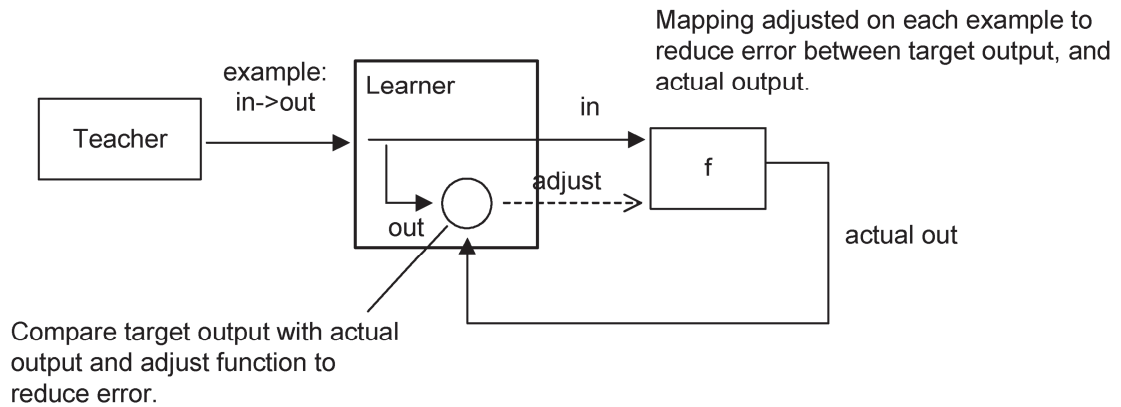 Mapping adjusted on each example to
reduce error between target output, and
actual output.
example:
in->out
Learner
in
Teacher
f
adjust
out
actual out
Compare target output with actual
output and adjust function to
reduce error.